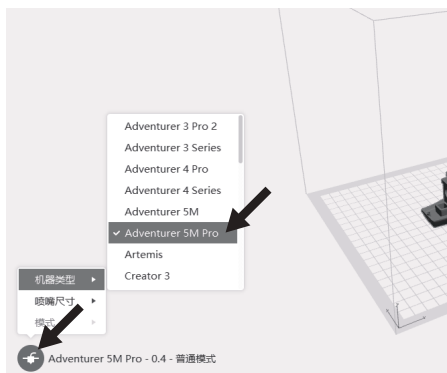 Adventurer 3 Pro 2
Adventurer 3 Series
Adventurer 4 Pro
Adventurer 4 Series
Adventurer 5M
Adventurer 5M Pro
Artemis
Creator 3
机器类型
喷嘴尺寸
模式
Adventurer 5M Pro - 0.4 - 普通模式